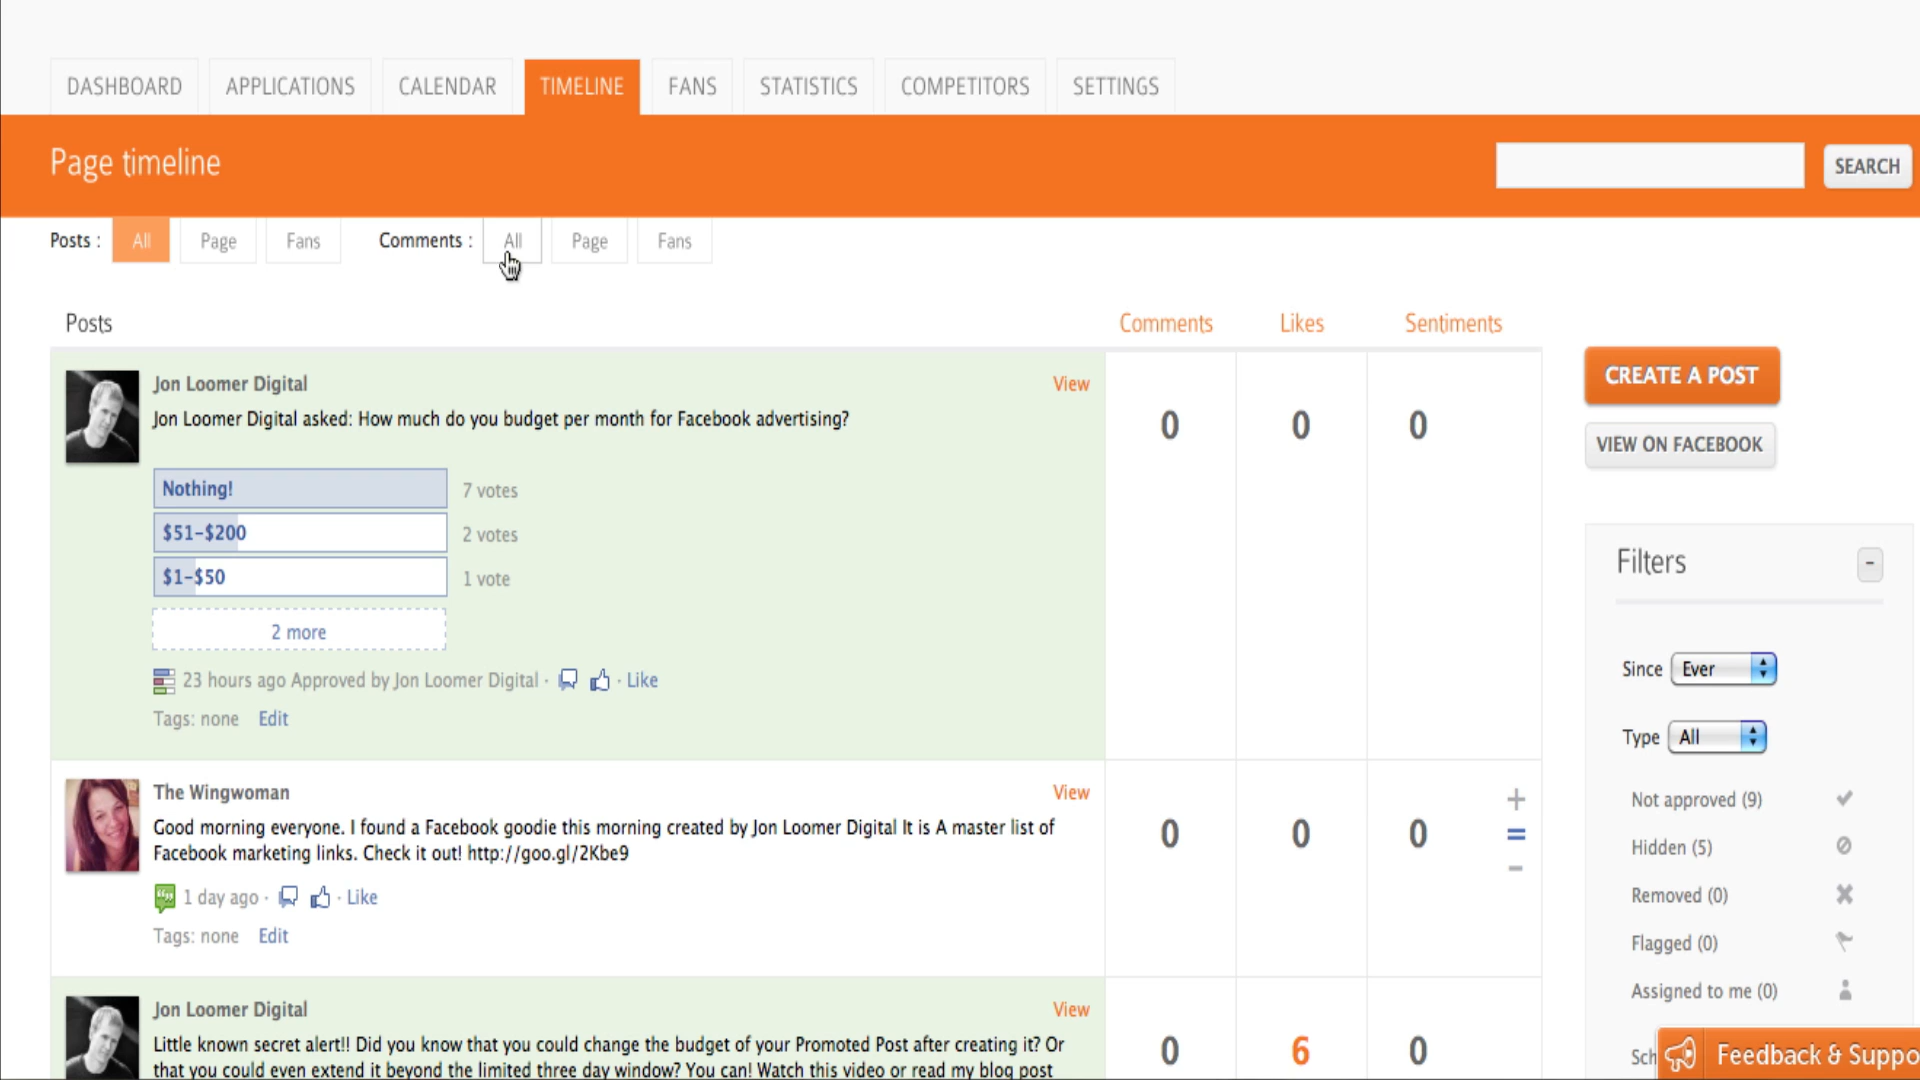 DASHBOARD APPLICATIONS CALENDAR TIMELINE FANS STATISTICS COMPETITORS SETTINGS
Page timeline
SEARCH
Posts : All Page Fans Comments : All Page Fans
Posts Comments Likes Sentiments
Jon Loomer Digital View
Jon Loomer Digital asked: How much do you budget per month for Facebook advertising?
0 0 0
Nothing! 7 votes
$51-$200 2 votes
$1-$50 1 vote
2 more
23 hours ago Approved by Jon Loomer Digital · · Like
Tags: none Edit
The Wingwoman View
Good morning everyone. I found a Facebook goodie this morning created by Jon Loomer Digital It is A master list of
Facebook marketing links. Check it out! http://goo.gl/2Kbe9
0 0 0
+
=
-
1 day ago · · Like
Tags: none Edit
Jon Loomer Digital View
Little known secret alert!! Did you know that you could change the budget of your Promoted Post after creating it? Or
that you could even extend it beyond the limited three day window? You can! Watch this video or read my blog post
0 6 0
CREATE A POST
VIEW ON FACEBOOK
Filters -
Since Ever
Type All
Not approved (9)
Hidden (5)
Removed (0)
Flagged (0)
Assigned to me (0)
Sch
Feedback & Suppo